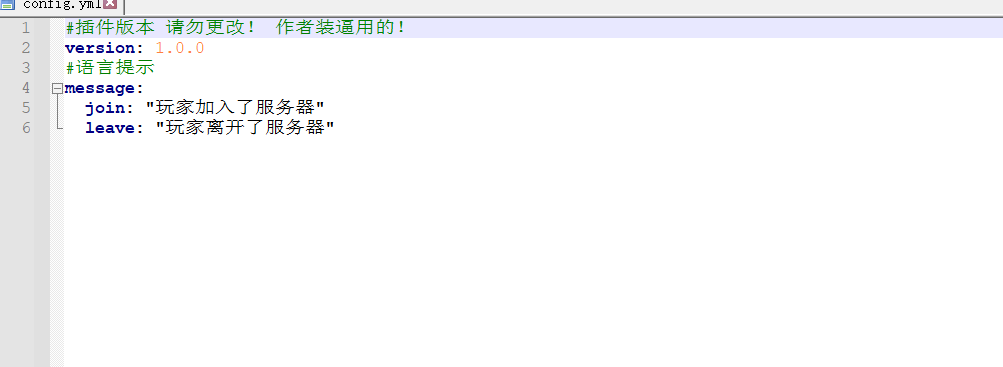 config.yml
1 #插件版本 请勿更改！ 作者装逼用的！
2 version: 1.0.0
3 #语言提示
4 message:
5 join: "玩家加入了服务器"
6 leave: "玩家离开了服务器"